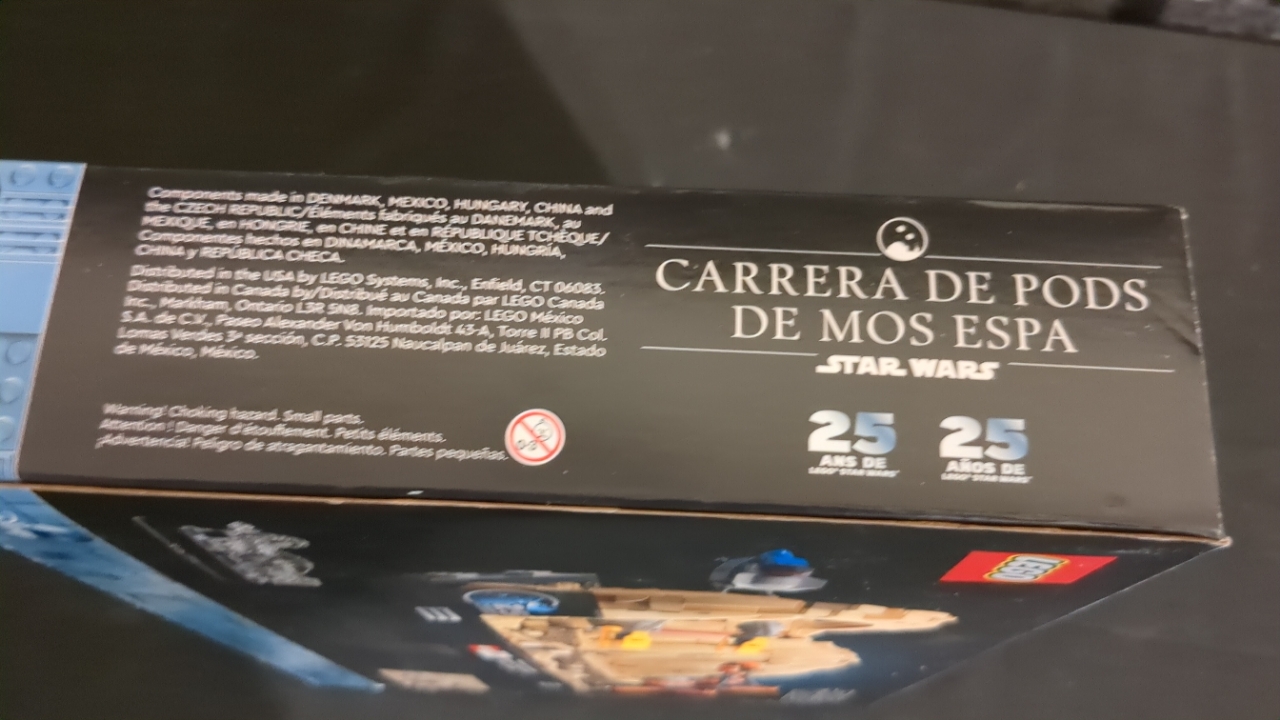 Components made in DENMARK, MEXICO, HUNGARY, CHINA and
the CZECH REPUBLIC/Éléments fabriqués au DANEMARK, au
MEXIQUE, en HONGRIE, en CHINE et en RÉPUBLIQUE TCHÈQUE/
Componentes hechos en DINAMARCA, MÉXICO, HUNGRÍA,
CHINA y REPÚBLICA CHECA.
Distributed in the USA by LEGO Systems, Inc., Enfield, CT 06083.
Distributed in Canada by/Distribué au Canada par LEGO Canada
Inc., Markham, Ontario L3R 5N8. Importado por: LEGO México
S.A. de C.V., Paseo Alexander Von Humboldt 43-A, Torre II PB Col.
Lomas Verdes 3ª sección, C.P. 53125 Naucalpan de Juárez, Estado
de México, México.
Warning! Choking hazard. Small parts.
Attention ! Danger d'étouffement. Petits éléments.
¡Advertencia! Peligro de atragantamiento. Partes pequeñas.
0-3
CARRERA DE PODS
DE MOS ESPA
STAR WARS
25
ANS DE
LEGO® STAR WARS™
25
AÑOS DE
LEGO® STAR WARS™
LEGO